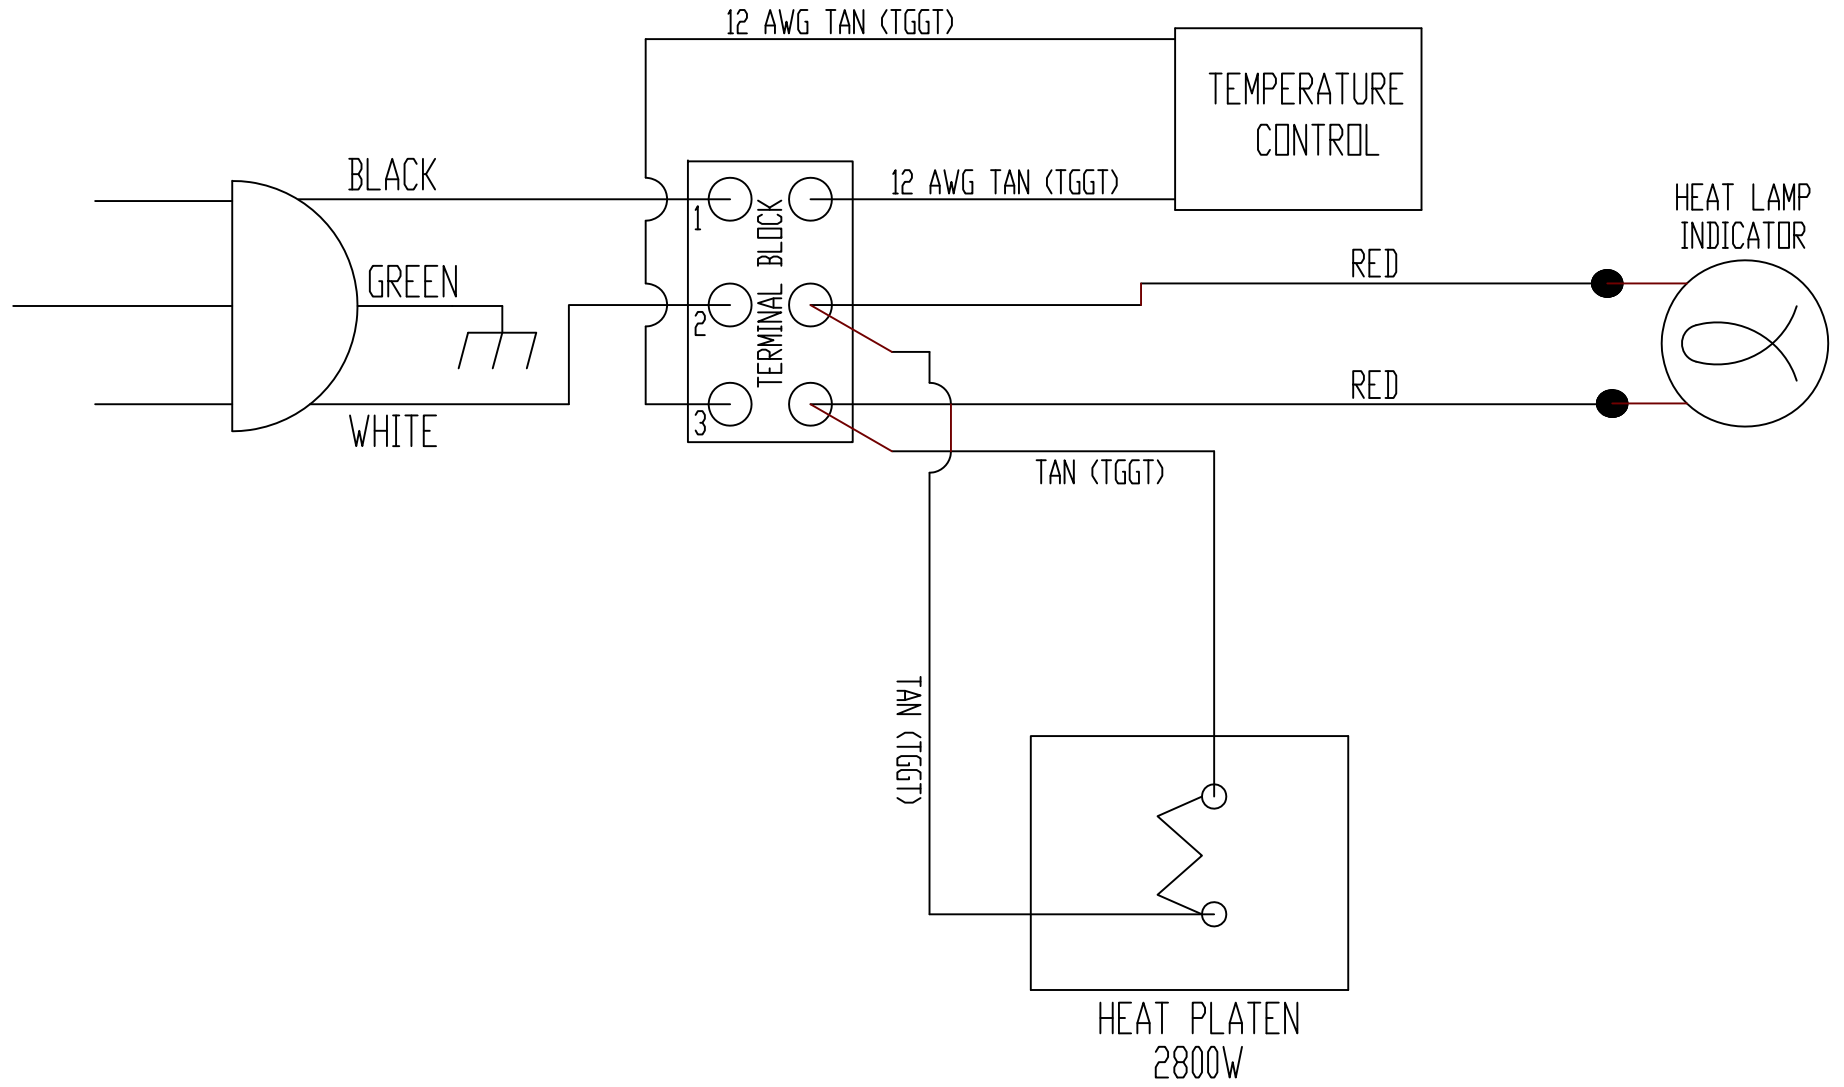 12 AWG TAN (TGGT)
TEMPERATURE
CONTROL
BLACK
12 AWG TAN (TGGT)
HEAT LAMP
INDICATOR
1
TERMINAL BLOCK
RED
GREEN
2
RED
WHITE
3
TAN (TGGT)
TAN (TGGT)
HEAT PLATEN
2800W